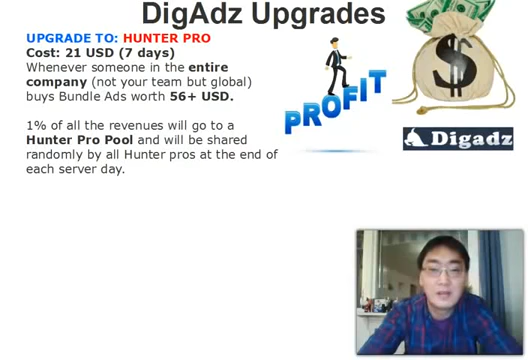 DigAdz Upgrades
UPGRADE TO: HUNTER PRO
Cost: 21 USD (7 days)
Whenever someone in the entire
company (not your team but global)
buys Bundle Ads worth 56+ USD.
1% of all the revenues will go to a
Hunter Pro Pool and will be shared
randomly by all Hunter pros at the end of
each server day.
PROFIT
$
Digadz